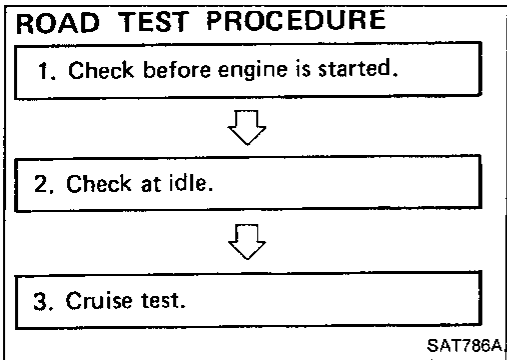 ROAD TEST PROCEDURE
1. Check before engine is started.
2. Check at idle.
3. Cruise test.
SAT786A